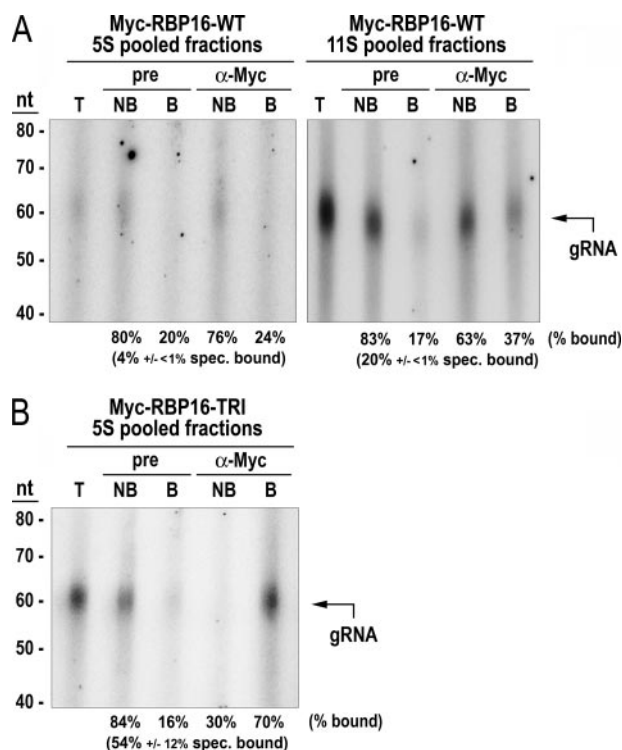 A
Myc-RBP16-WT
5S pooled fractions
Myc-RBP16-WT
11S pooled fractions
pre α-Myc pre α-Myc
nt T NB B NB B T NB B NB B
80 -
70 -
60 -
50 -
40 -
gRNA
80% 20% 76% 24% 83% 17% 63% 37% (% bound)
(4% +/- <1% spec. bound) (20% +/- <1% spec. bound)
B
Myc-RBP16-TRI
5S pooled fractions
pre α-Myc
nt T NB B NB B
80 -
70 -
60 -
50 -
40 -
gRNA
84% 16% 30% 70% (% bound)
(54% +/- 12% spec. bound)